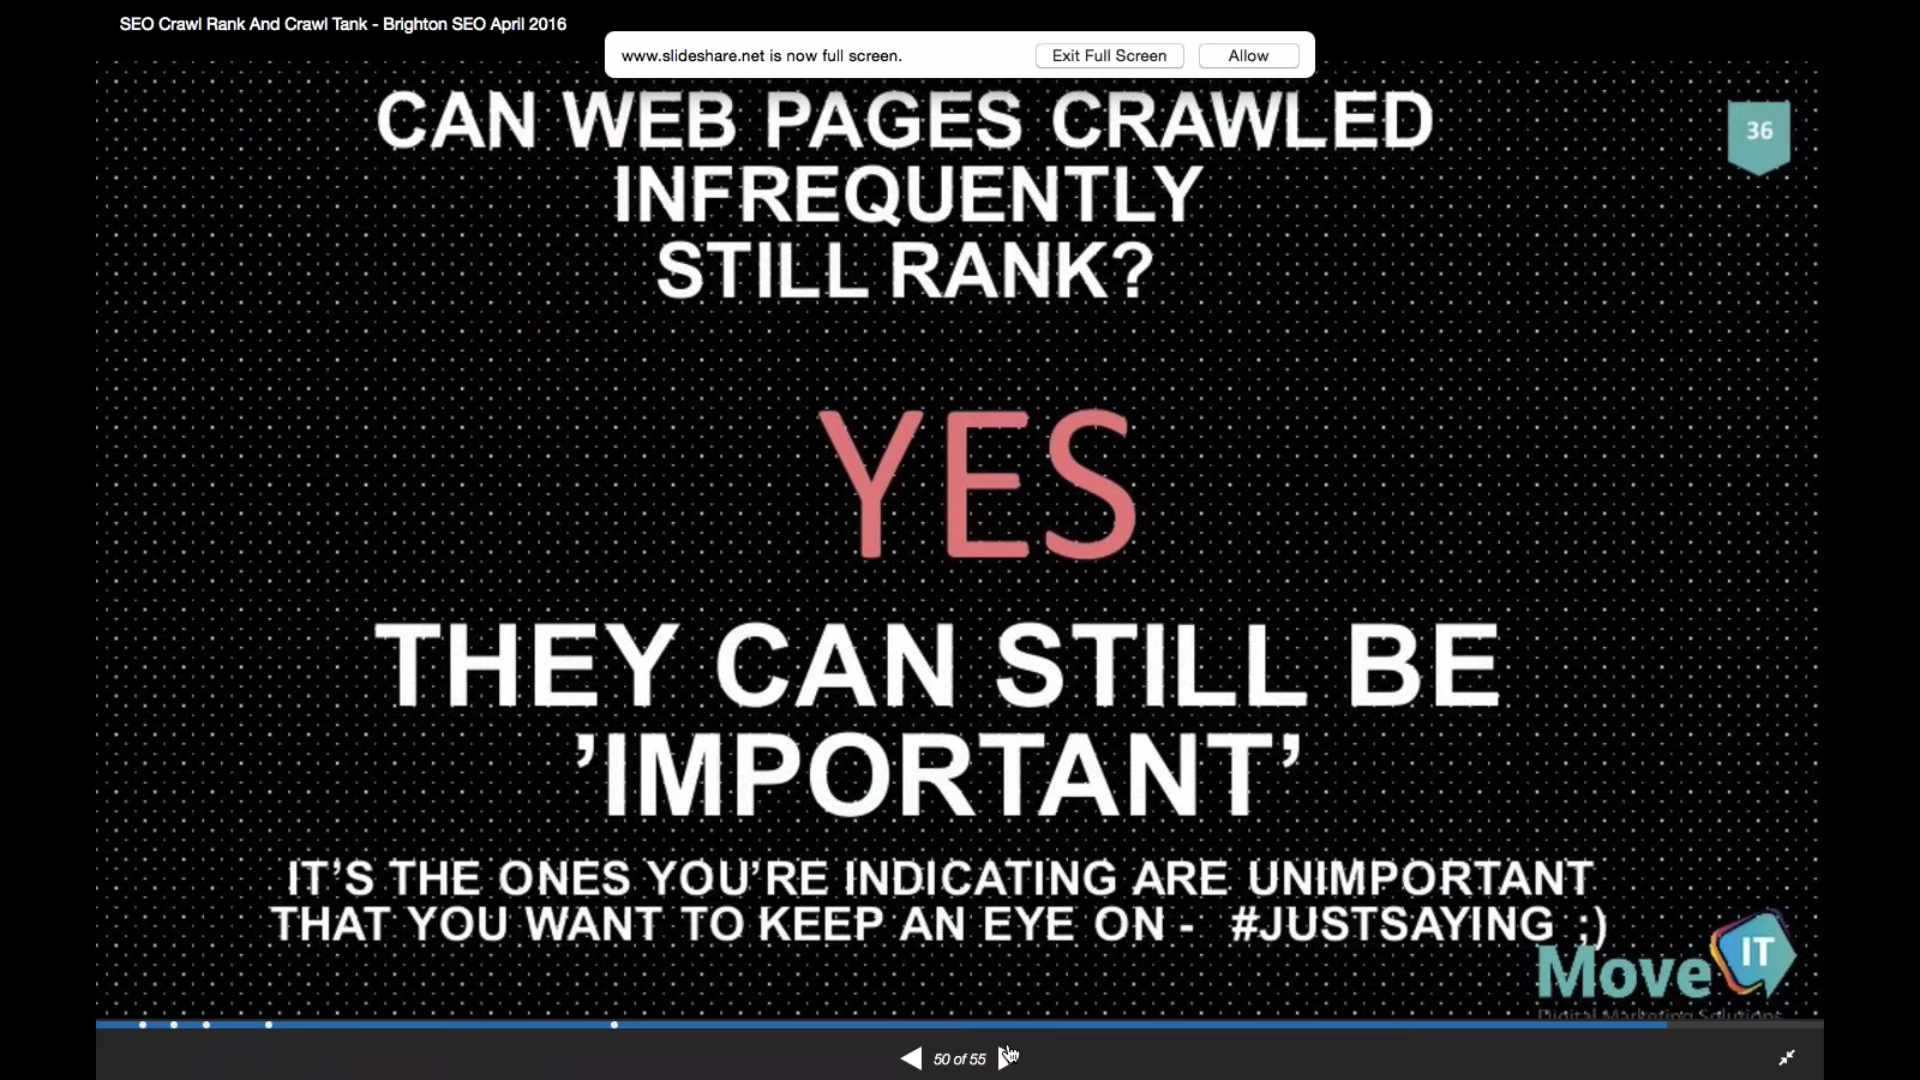 SEO Crawl Rank And Crawl Tank - Brighton SEO April 2016
www.slideshare.net is now full screen.
Exit Full Screen
Allow
CAN WEB PAGES CRAWLED
INFREQUENTLY
STILL RANK?
36
YES
THEY CAN STILL BE
’IMPORTANT’
IT’S THE ONES YOU’RE INDICATING ARE UNIMPORTANT
THAT YOU WANT TO KEEP AN EYE ON - #JUSTSAYING ;)
Move IT
Digital Marketing Solutions
50 of 55